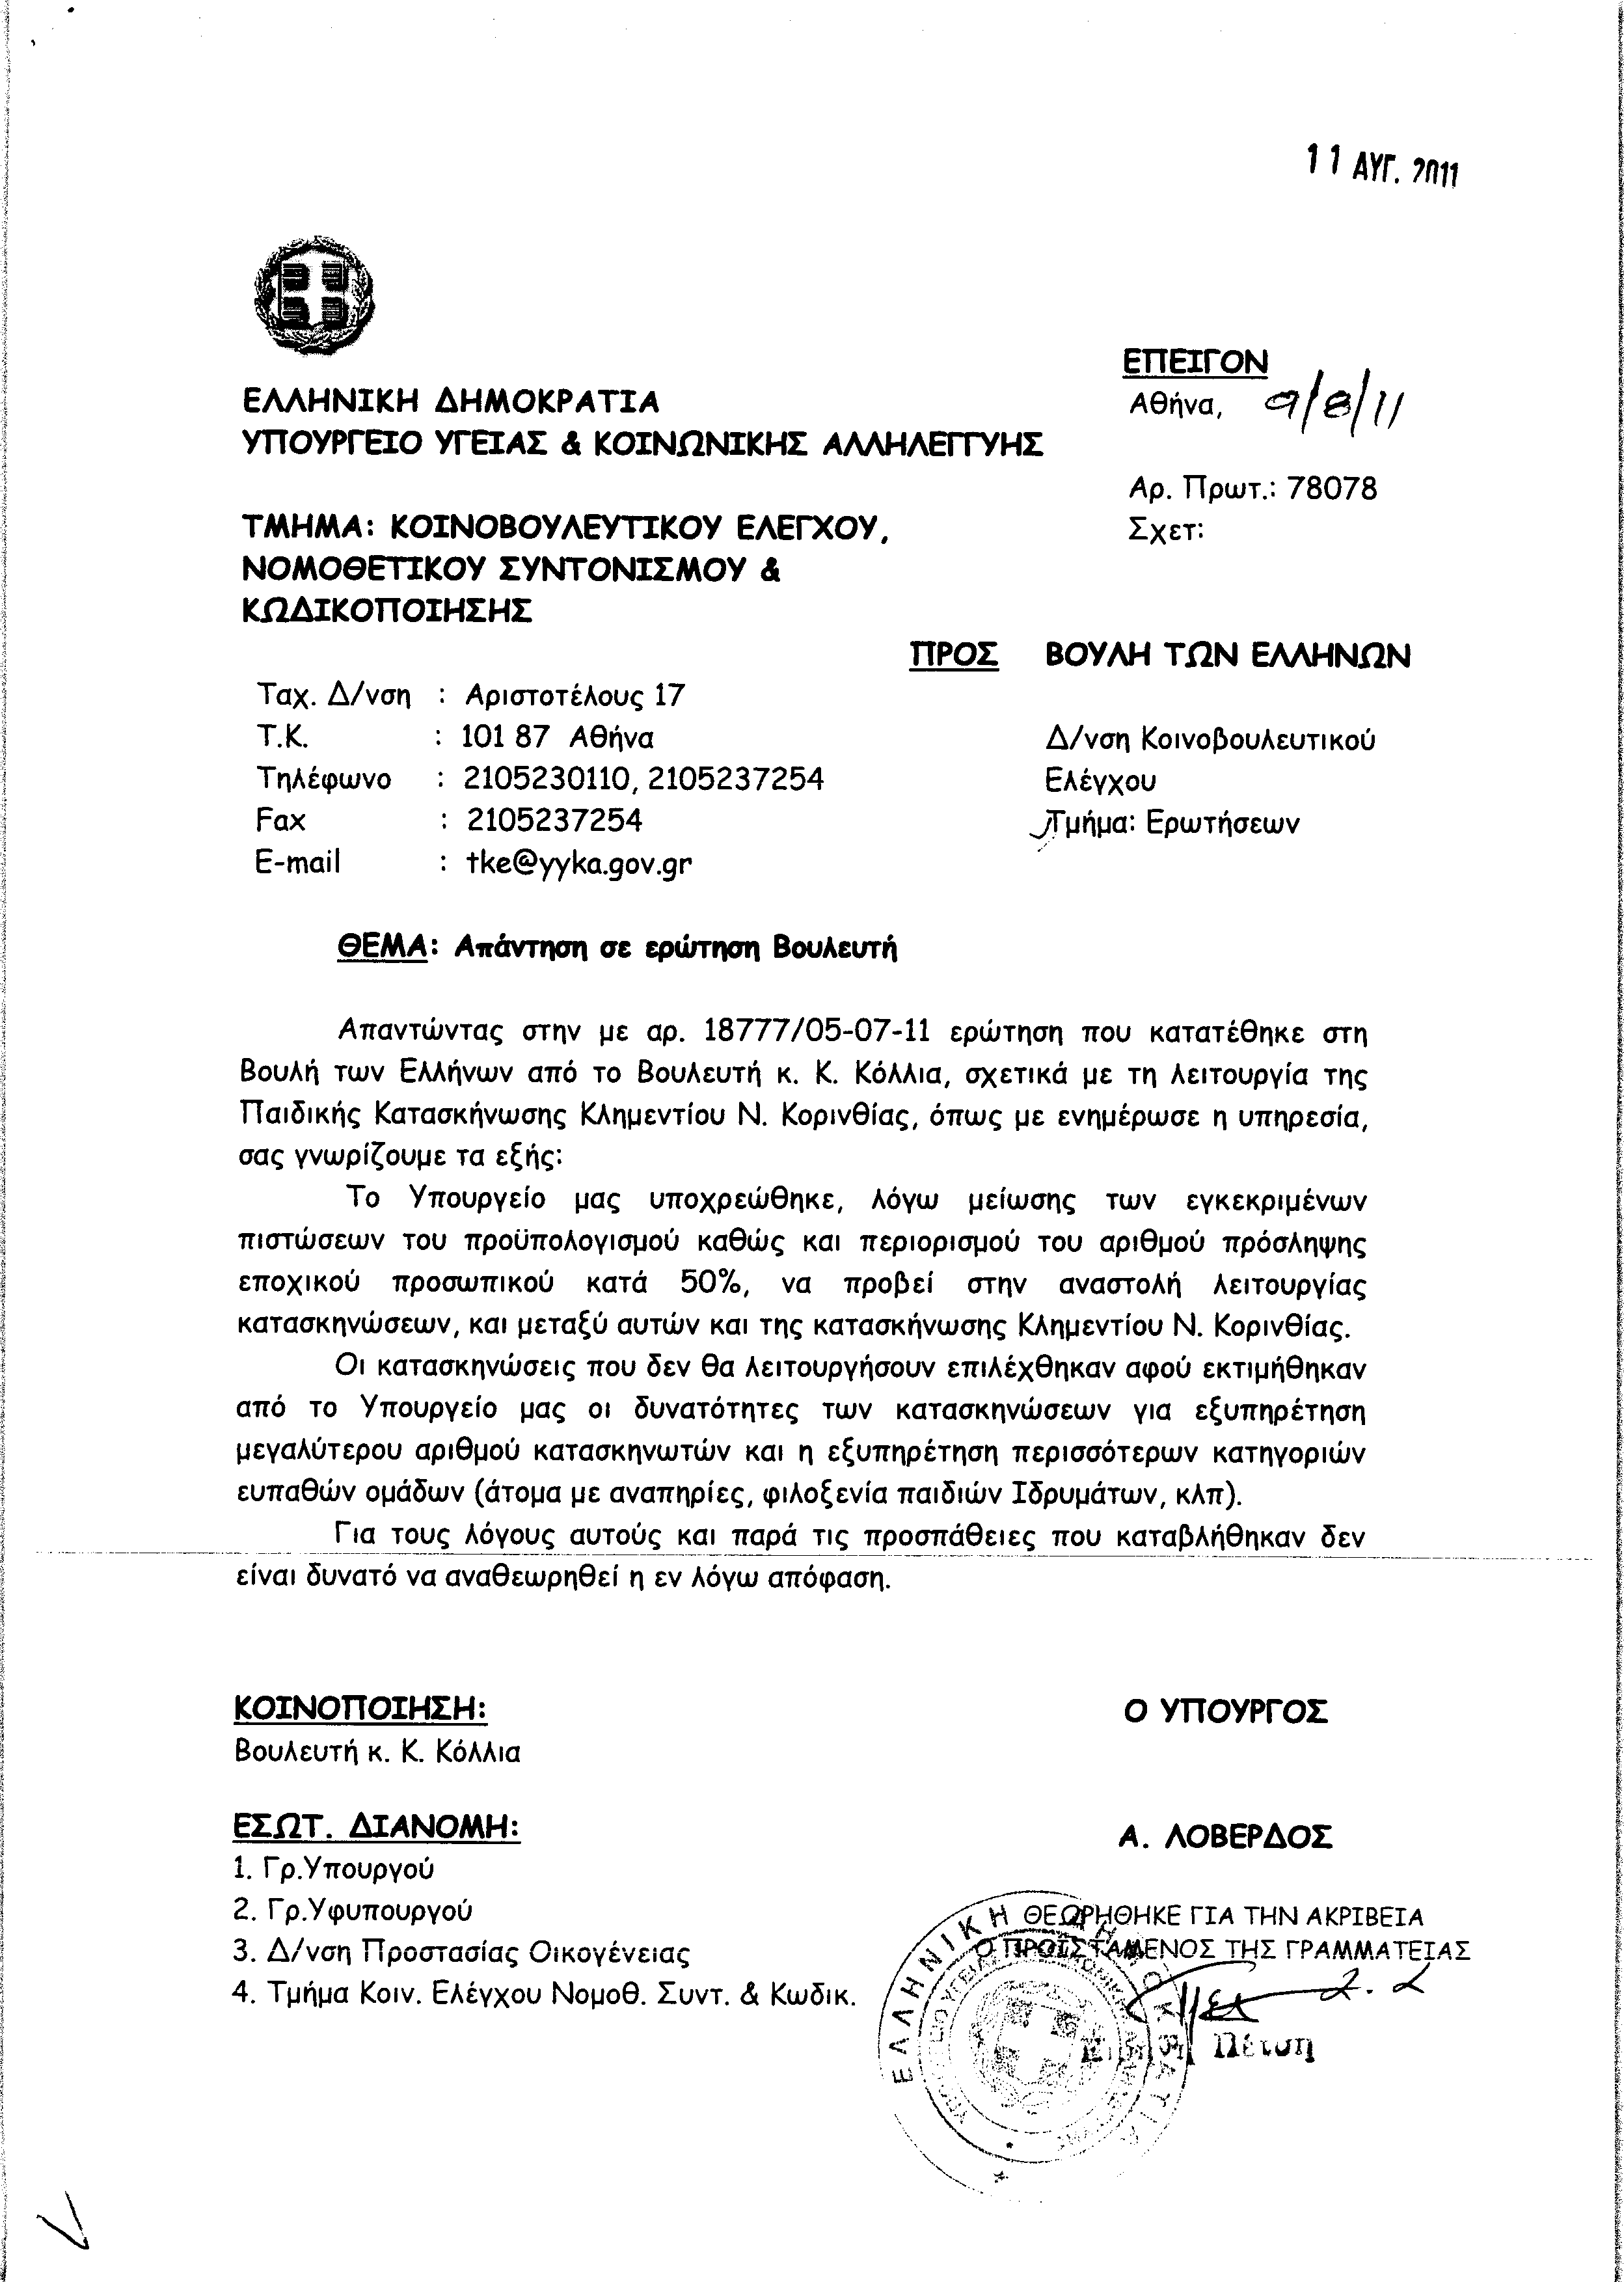 11 ΑΥΓ. 2011
ΕΠΕΙΓΟΝ
Αθήνα, 9/8/11
ΕΛΛΗΝΙΚΗ ΔΗΜΟΚΡΑΤΙΑ
ΥΠΟΥΡΓΕΙΟ ΥΓΕΙΑΣ & ΚΟΙΝΩΝΙΚΗΣ ΑΛΛΗΛΕΓΓΥΗΣ
Αρ. Πρωτ.: 78078
Σχετ:
ΤΜΗΜΑ: ΚΟΙΝΟΒΟΥΛΕΥΤΙΚΟΥ ΕΛΕΓΧΟΥ,
ΝΟΜΟΘΕΤΙΚΟΥ ΣΥΝΤΟΝΙΣΜΟΥ &
ΚΩΔΙΚΟΠΟΙΗΣΗΣ
ΠΡΟΣ ΒΟΥΛΗ ΤΩΝ ΕΛΛΗΝΩΝ
Ταχ. Δ/νση : Αριστοτέλους 17
Τ.Κ. : 101 87 Αθήνα
Τηλέφωνο : 2105230110, 2105237254
Fax : 2105237254
E-mail : tke@yyka.gov.gr
Δ/νση Κοινοβουλευτικού
Ελέγχου
Τμήμα: Ερωτήσεων
ΘΕΜΑ: Απάντηση σε ερώτηση Βουλευτή
Απαντώντας στην με αρ. 18777/05-07-11 ερώτηση που κατατέθηκε στη
Βουλή των Ελλήνων από το Βουλευτή κ. Κ. Κόλλια, σχετικά με τη λειτουργία της
Παιδικής Κατασκήνωσης Κλημεντίου Ν. Κορινθίας, όπως με ενημέρωσε η υπηρεσία,
σας γνωρίζουμε τα εξής:
Το Υπουργείο μας υποχρεώθηκε, λόγω μείωσης των εγκεκριμένων
πιστώσεων του προϋπολογισμού καθώς και περιορισμού του αριθμού πρόσληψης
εποχικού προσωπικού κατά 50%, να προβεί στην αναστολή λειτουργίας
κατασκηνώσεων, και μεταξύ αυτών και της κατασκήνωσης Κλημεντίου Ν. Κορινθίας.
Οι κατασκηνώσεις που δεν θα λειτουργήσουν επιλέχθηκαν αφού εκτιμήθηκαν
από το Υπουργείο μας οι δυνατότητες των κατασκηνώσεων για εξυπηρέτηση
μεγαλύτερου αριθμού κατασκηνωτών και η εξυπηρέτηση περισσότερων κατηγοριών
ευπαθών ομάδων (άτομα με αναπηρίες, φιλοξενία παιδιών Ιδρυμάτων, κλπ).
Για τους λόγους αυτούς και παρά τις προσπάθειες που καταβλήθηκαν δεν
είναι δυνατό να αναθεωρηθεί η εν λόγω απόφαση.
ΚΟΙΝΟΠΟΙΗΣΗ:
Βουλευτή κ. Κ. Κόλλια
Ο ΥΠΟΥΡΓΟΣ
Α. ΛΟΒΕΡΔΟΣ
ΕΣΩΤ. ΔΙΑΝΟΜΗ:
1. Γρ.Υπουργού
2. Γρ.Υφυπουργού
3. Δ/νση Προστασίας Οικογένειας
4. Τμήμα Κοιν. Ελέγχου Νομοθ. Συντ. & Κωδικ.
ΘΕΩΡΗΘΗΚΕ ΓΙΑ ΤΗΝ ΑΚΡΙΒΕΙΑ
Ο ΠΡΟΪΣΤΑΜΕΝΟΣ ΤΗΣ ΓΡΑΜΜΑΤΕΙΑΣ
ΕΛΛΗΝΙΚΗ